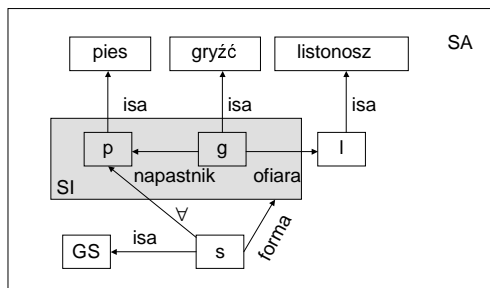 pies gryźć listonosz SA
isa isa isa
p g l
napastnik ofiara
SI
∀
isa forma
GS s